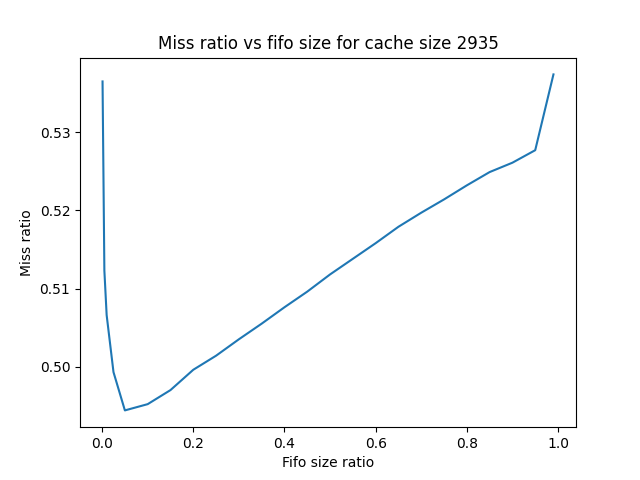 Miss ratio vs fifo size for cache size 2935
Miss ratio
0.53
0.52
0.51
0.50
0.0 0.2 0.4 0.6 0.8 1.0
Fifo size ratio